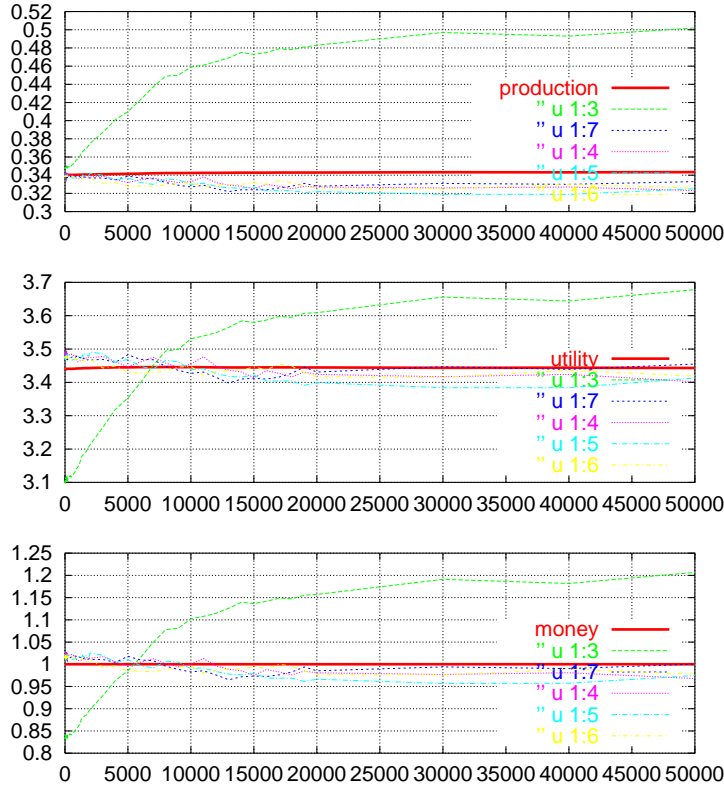 0.52
0.5
0.48
0.46
0.44
0.42
0.4
0.38
0.36
0.34
0.32
0.3
production
" u 1:3
" u 1:7
" u 1:4
" u 1:5
" u 1:6
0 5000 10000 15000 20000 25000 30000 35000 40000 45000 50000
3.7
3.6
3.5
3.4
3.3
3.2
3.1
utility
" u 1:3
" u 1:7
" u 1:4
" u 1:5
" u 1:6
0 5000 10000 15000 20000 25000 30000 35000 40000 45000 50000
1.25
1.2
1.15
1.1
1.05
1
0.95
0.9
0.85
0.8
money
" u 1:3
" u 1:7
" u 1:4
" u 1:5
" u 1:6
0 5000 10000 15000 20000 25000 30000 35000 40000 45000 50000